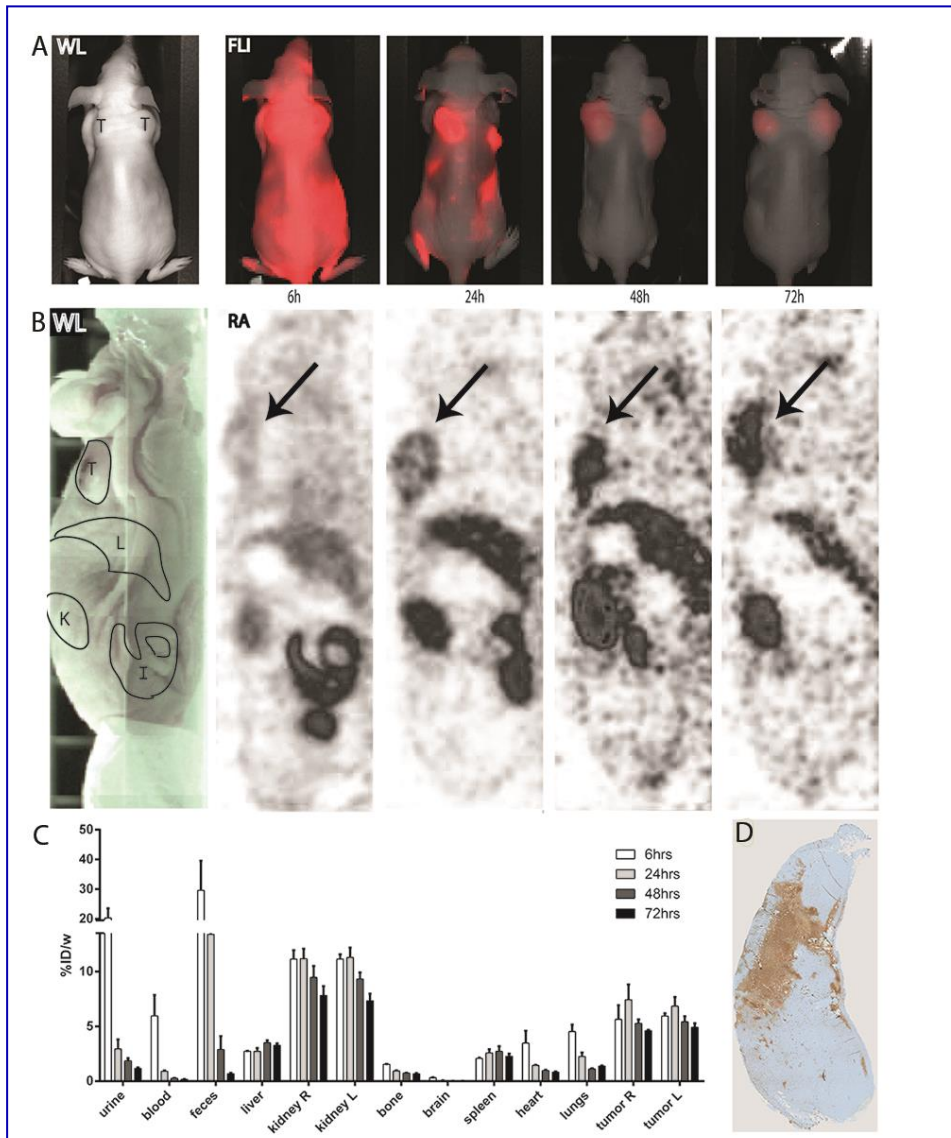 A WL FLI
T T
6h 24h 48h 72h
B WL RA
T
L
K
I
C D
50
40
30
20
10
5
0
%ID/w
6hrs
24hrs
48hrs
72hrs
urine blood feces liver kidney R kidney L bone brain spleen heart lungs tumor R tumor L